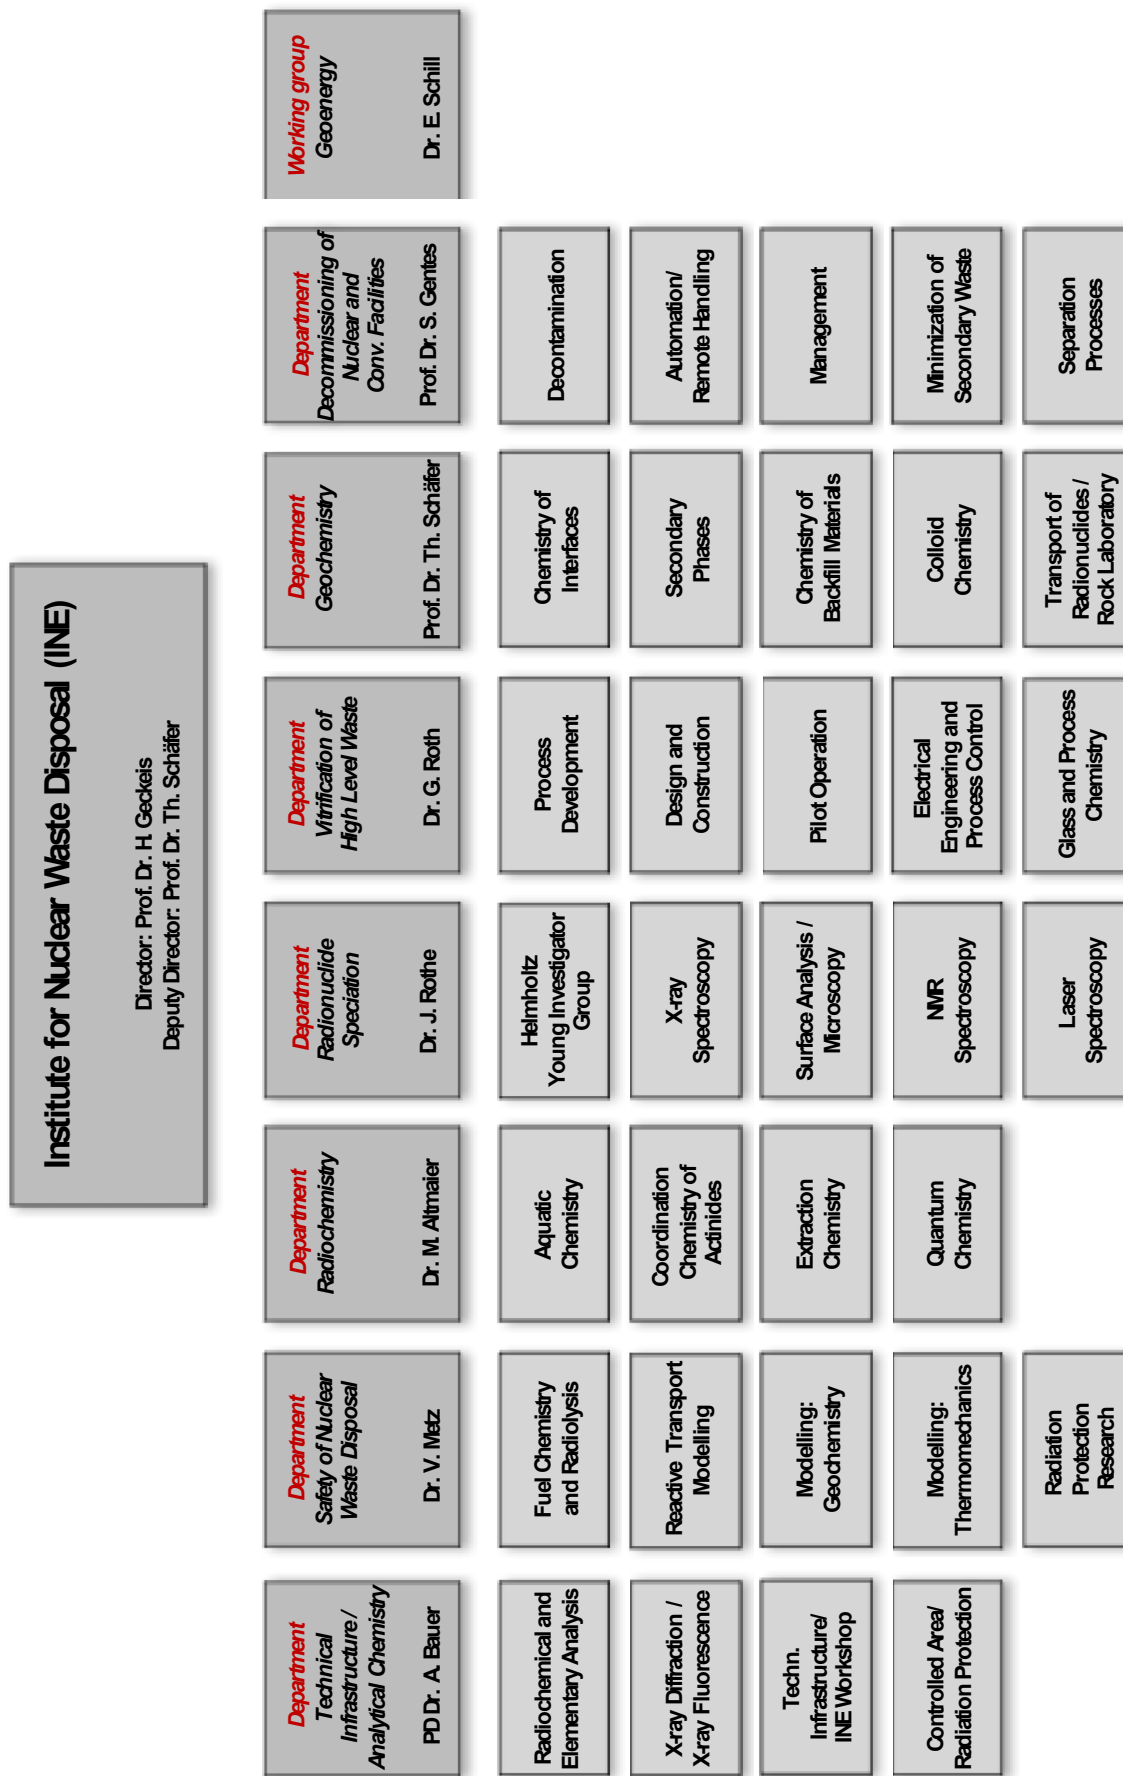 Institute for Nuclear Waste Disposal (INE)
Director: Prof. Dr. H. Geckeis
Deputy Director: Prof. Dr. Th. Schäfer
Department
Technical
Infrastructure /
Analytical Chemistry
PD Dr. A. Bauer
Radiochemical and
Elementary Analysis
X-ray Diffraction /
X-ray Fluorescence
Techn.
Infrastructure/
INE Workshop
Controlled Area/
Radiation Protection
Department
Safety of Nuclear
Waste Disposal
Dr. V. Metz
Fuel Chemistry
and Radiolysis
Reactive Transport
Modelling
Modelling:
Geochemistry
Modelling:
Thermomechanics
Radiation
Protection
Research
Department
Radiochemistry
Dr. M. Altmaier
Aquatic
Chemistry
Coordination
Chemistry of
Actinides
Extraction
Chemistry
Quantum
Chemistry
Department
Radionuclide
Speciation
Dr. J. Rothe
Helmholtz
Young Investigator
Group
X-ray
Spectroscopy
Surface Analysis /
Microscopy
NMR
Spectroscopy
Laser
Spectroscopy
Department
Vitrification of
High Level Waste
Dr. G. Roth
Process
Development
Design and
Construction
Pilot Operation
Electrical
Engineering and
Process Control
Glass and Process
Chemistry
Department
Geochemistry
Prof. Dr. Th. Schäfer
Chemistry of
Interfaces
Secondary
Phases
Chemistry of
Backfill Materials
Colloid
Chemistry
Transport of
Radionuclides /
Rock Laboratory
Department
Decommissioning of
Nuclear and
Conv. Facilities
Prof. Dr. S. Gentes
Decontamination
Automation/
Remote Handling
Management
Minimization of
Secondary Waste
Separation
Processes
Working group
Geoenergy
Dr. E. Schill